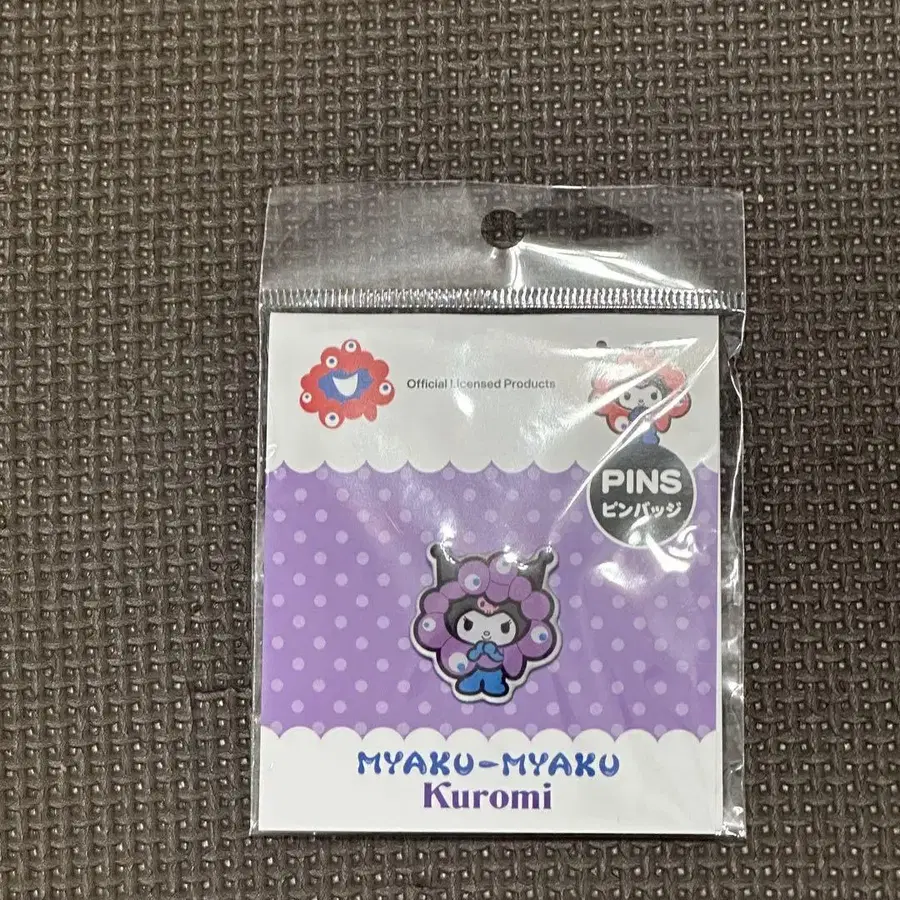 Official Licensed Products
PINS
ピンバッジ
MYAKU-MYAKU
Kuromi